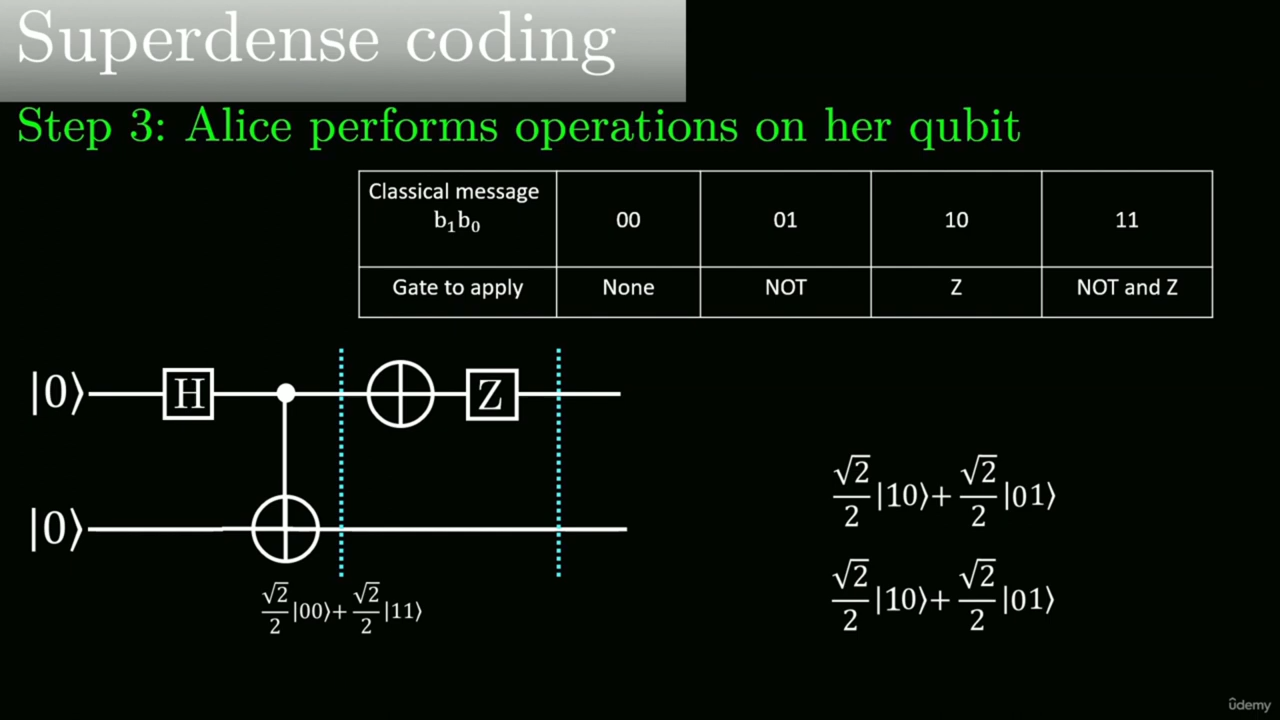 Superdense coding
Step 3: Alice performs operations on her qubit
Classical message
b₁b₀ 00 01 10 11
Gate to apply None NOT Z NOT and Z
|0⟩ H Z
|0⟩
√2/2|00⟩+√2/2|11⟩
√2/2|10⟩+√2/2|01⟩
√2/2|10⟩+√2/2|01⟩
ûdemy